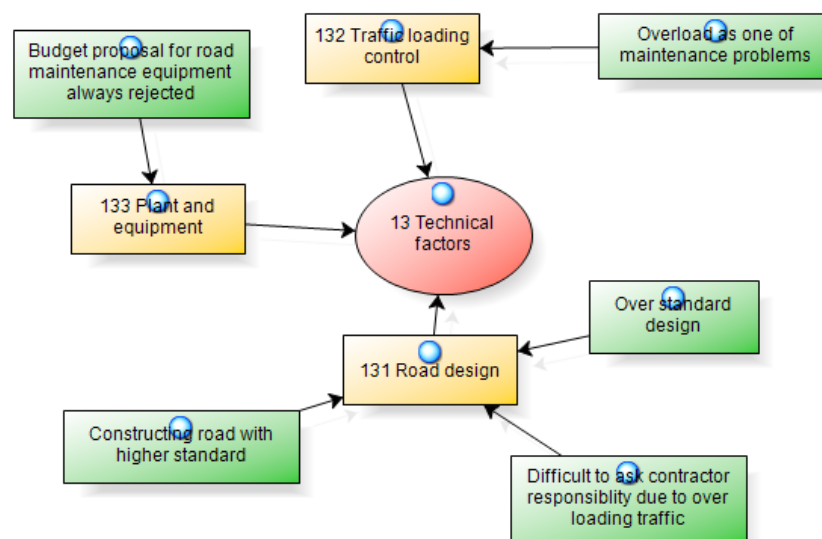 Budget proposal for road
maintenance equipment
always rejected
132 Traffic loading
control
Overload as one of
maintenance problems
133 Plant and
equipment
13 Technical
factors
Over standard
design
131 Road design
Constructing road with
higher standard
Difficult to ask contractor
responsiblity due to over
loading traffic